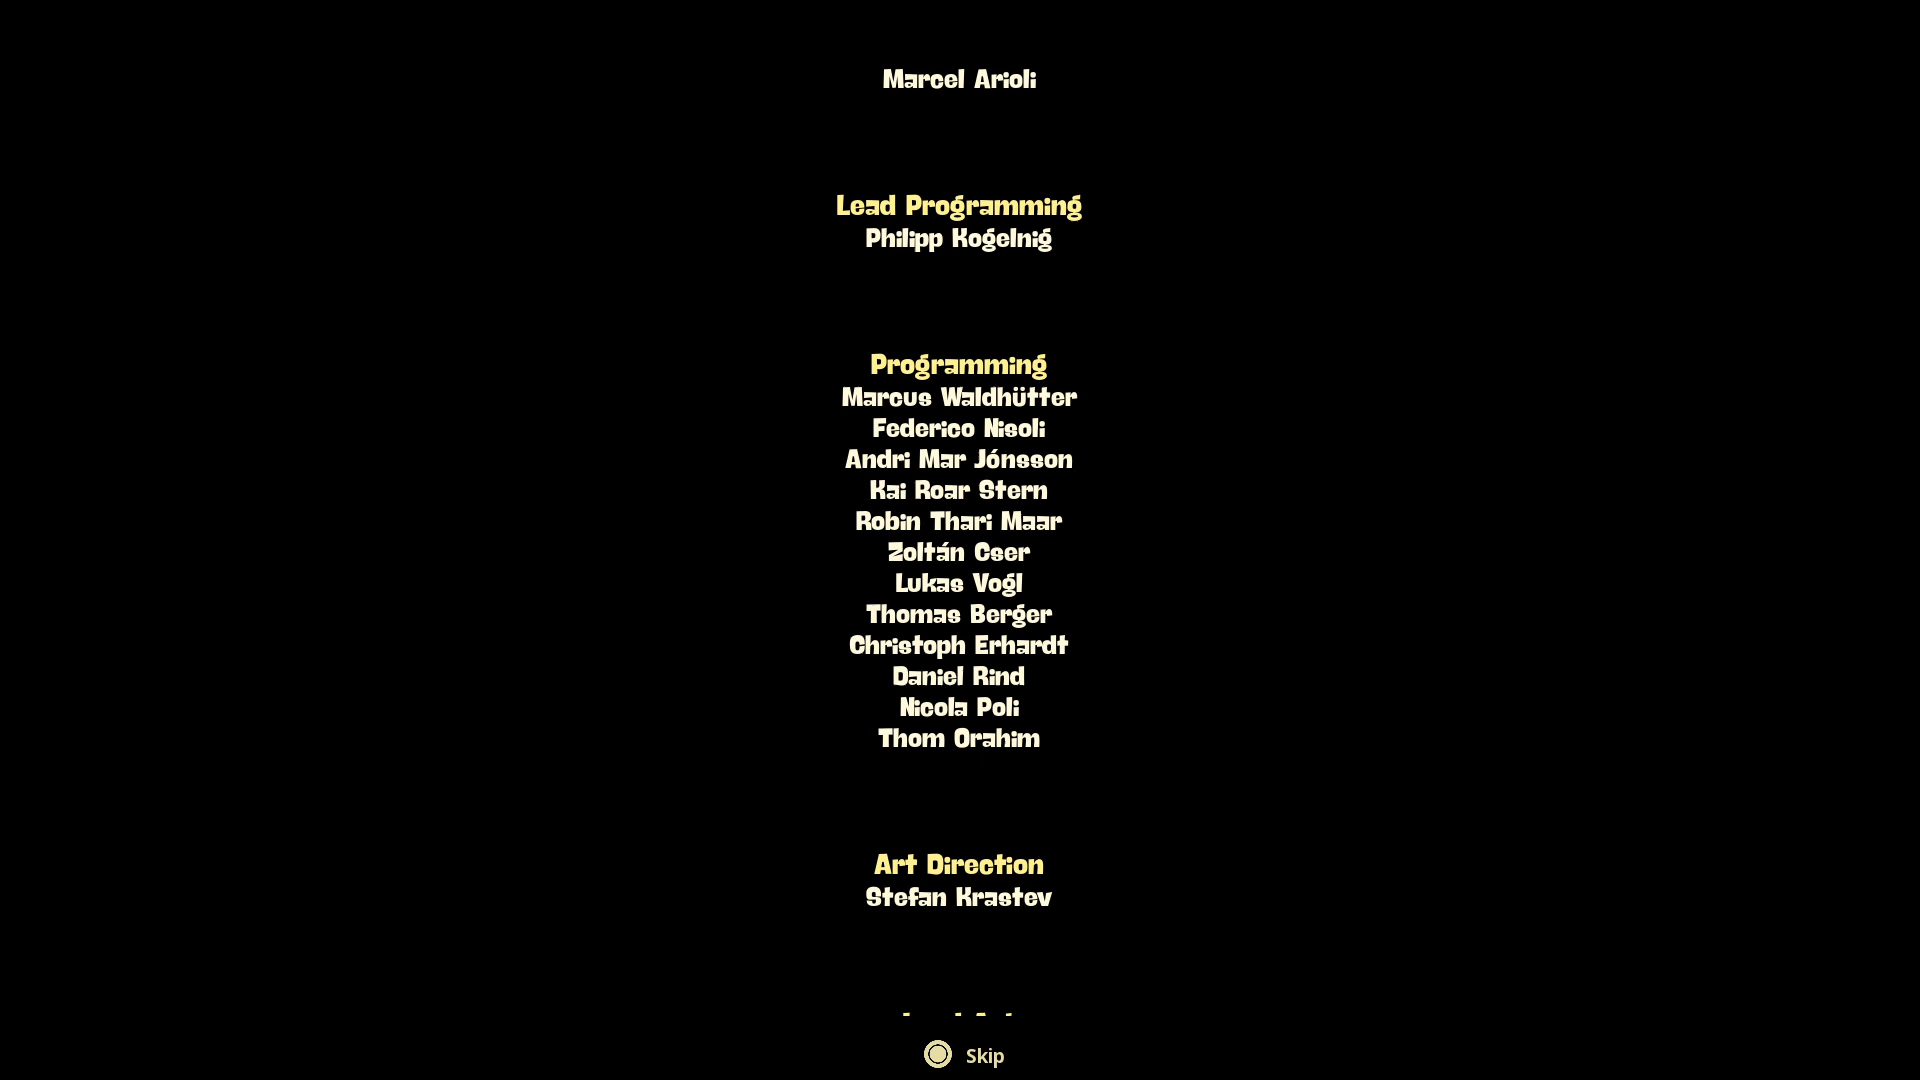 Marcel Arioli
Lead Programming
Philipp Kogelnig
Programming
Marcus Waldhütter
Federico Nisoli
Andri Mar Jónsson
Kai Roar Stern
Robin Thari Maar
Zoltán Cser
Lukas Vogl
Thomas Berger
Christoph Erhardt
Daniel Rind
Nicola Poli
Thom Orahim
Art Direction
Stefan Krastev
Skip